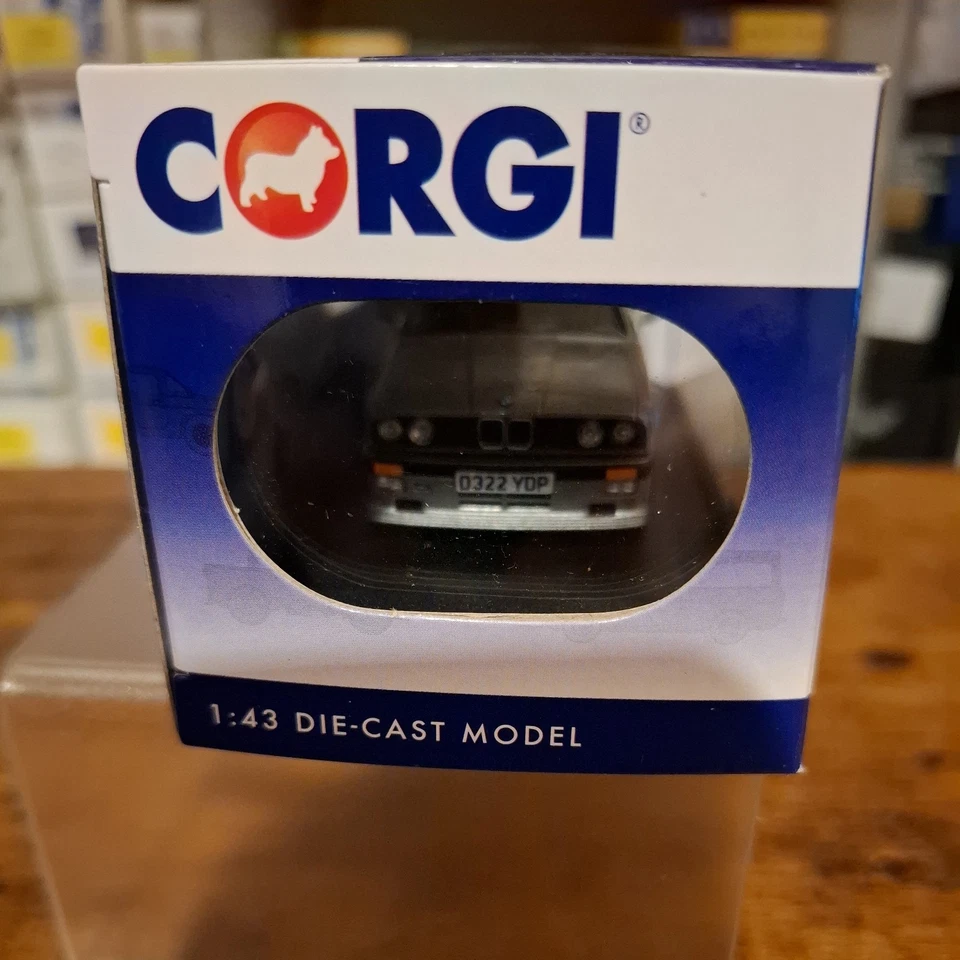 CORGI®
D322 YDP
1:43 DIE-CAST MODEL